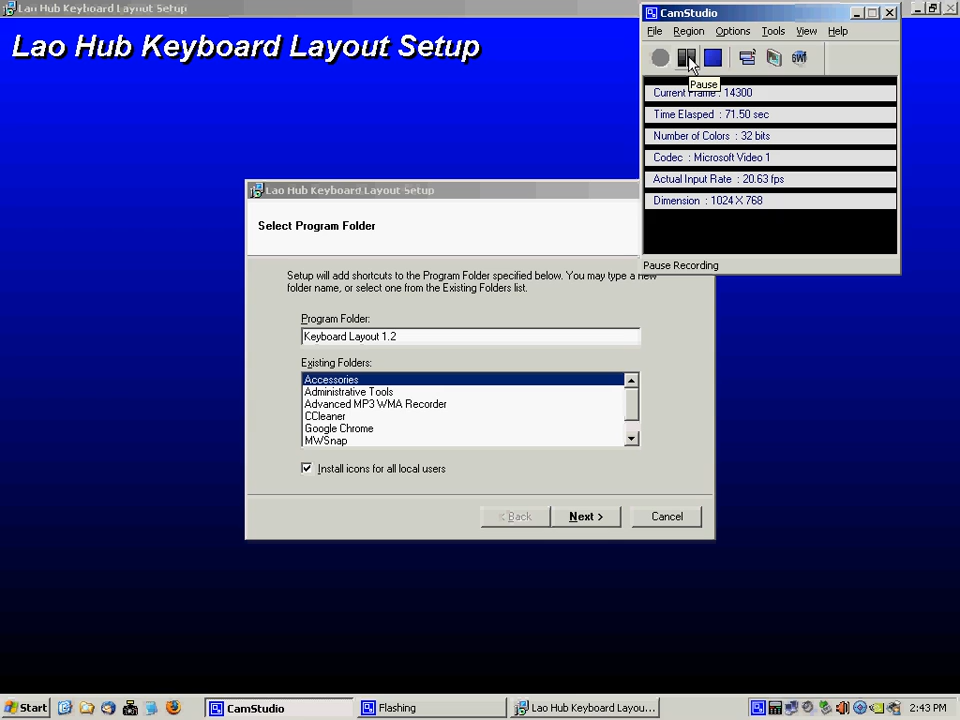 Lao Hub Keyboard Layout Setup
Lao Hub Keyboard Layout Setup
CamStudio
File Region Options Tools View Help
Pause
Current Frame : 14300
Time Elasped : 71.50 sec
Number of Colors : 32 bits
Codec : Microsoft Video 1
Actual Input Rate : 20.63 fps
Dimension : 1024 X 768
Pause Recording
Lao Hub Keyboard Layout Setup
Select Program Folder
Setup will add shortcuts to the Program Folder specified below. You may type a new
folder name, or select one from the Existing Folders list.
Program Folder:
Keyboard Layout 1.2
Existing Folders:
Accessories
Administrative Tools
Advanced MP3 WMA Recorder
CCleaner
Google Chrome
MWSnap
Install icons for all local users
< Back Next > Cancel
Start CamStudio Flashing Lao Hub Keyboard Layou... 2:43 PM